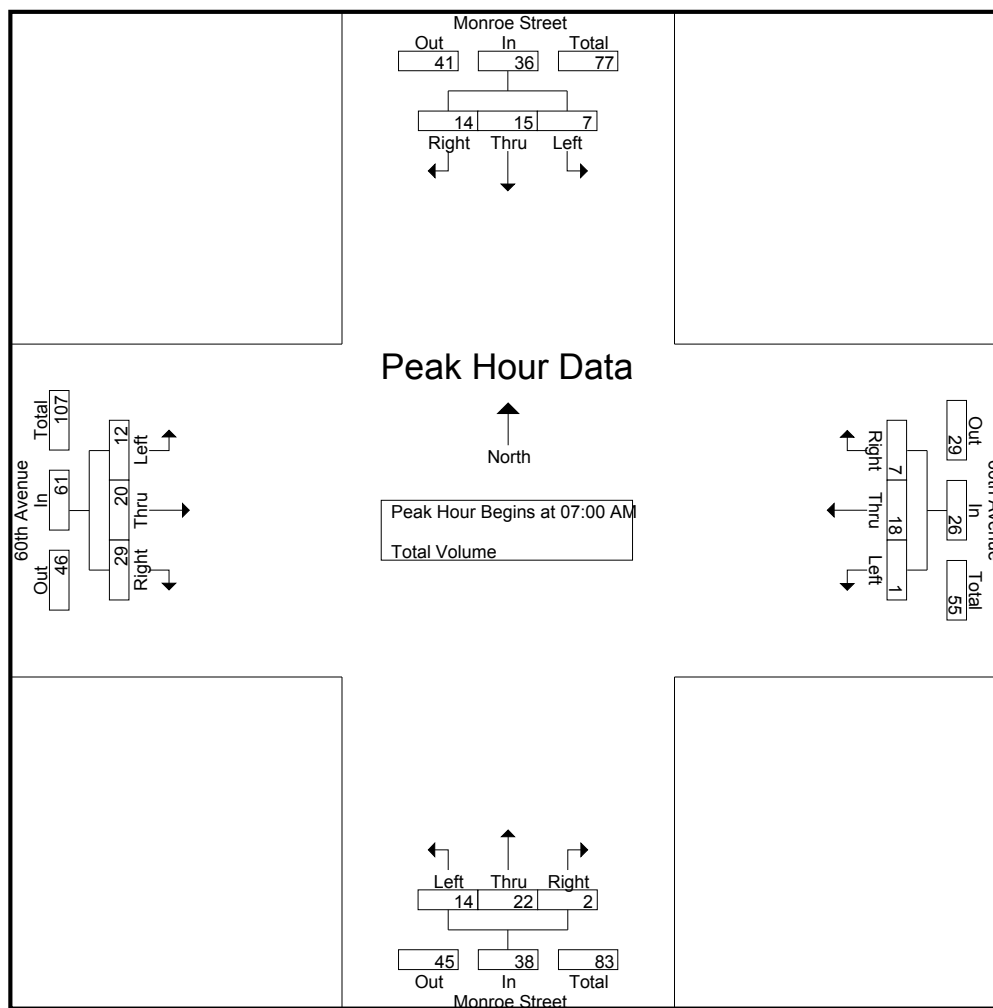 Monroe Street
Out In Total
41 36 77
14 15 7
Right Thru Left
Peak Hour Data
North
Peak Hour Begins at 07:00 AM
Total Volume
60th Avenue
Out In Total
46 61 107
12 20 29
Left Thru Right
Right Thru Left
7 18 1
Out In Total
29 26 55
Avenue
Left Thru Right
14 22 2
45 38 83
Out In Total
Monroe Street